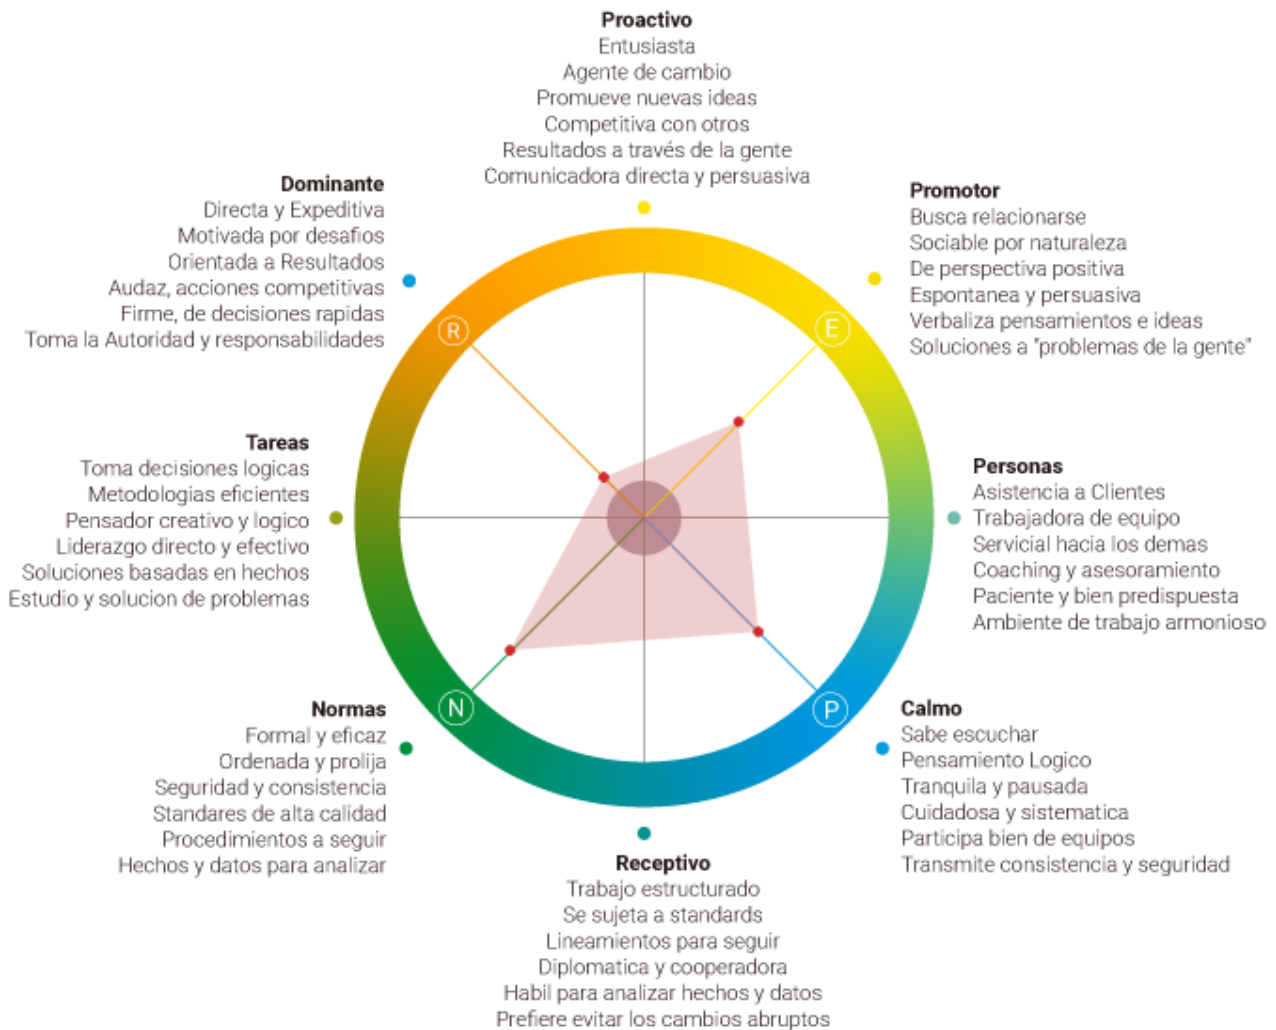 Proactivo
Entusiasta
Agente de cambio
Promueve nuevas ideas
Competitiva con otros
Resultados a través de la gente
Comunicadora directa y persuasiva
Dominante
Directa y Expeditiva
Motivada por desafios
Orientada a Resultados
Audaz, acciones competitivas
Firme, de decisiones rapidas
Toma la Autoridad y responsabilidades
Promotor
Busca relacionarse
Sociable por naturaleza
De perspectiva positiva
Espontanea y persuasiva
Verbaliza pensamientos e ideas
Soluciones a "problemas de la gente"
R
E
Tareas
Toma decisiones logicas
Metodologias eficientes
Pensador creativo y logico
Liderazgo directo y efectivo
Soluciones basadas en hechos
Estudio y solucion de problemas
Personas
Asistencia a Clientes
Trabajadora de equipo
Servicial hacia los demas
Coaching y asesoramiento
Paciente y bien predispuesta
Ambiente de trabajo armonioso
N
P
Normas
Formal y eficaz
Ordenada y prolija
Seguridad y consistencia
Standares de alta calidad
Procedimientos a seguir
Hechos y datos para analizar
Calmo
Sabe escuchar
Pensamiento Logico
Tranquila y pausada
Cuidadosa y sistematica
Participa bien de equipos
Transmite consistencia y seguridad
Receptivo
Trabajo estructurado
Se sujeta a standards
Lineamientos para seguir
Diplomatica y cooperadora
Habil para analizar hechos y datos
Prefiere evitar los cambios abruptos